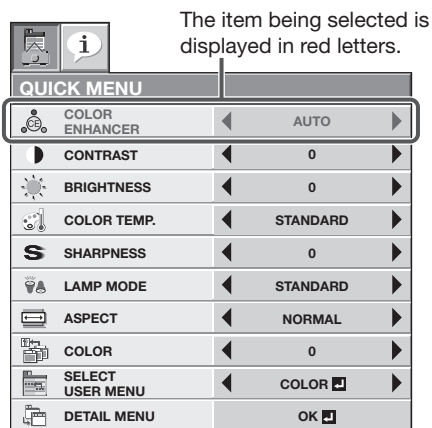 The item being selected is
displayed in red letters.
i
QUICK MENU
CE
COLOR
ENHANCER
AUTO
CONTRAST 0
BRIGHTNESS 0
COLOR TEMP. STANDARD
S SHARPNESS 0
LAMP MODE STANDARD
ASPECT NORMAL
COLOR 0
SELECT
USER MENU
COLOR
DETAIL MENU OK